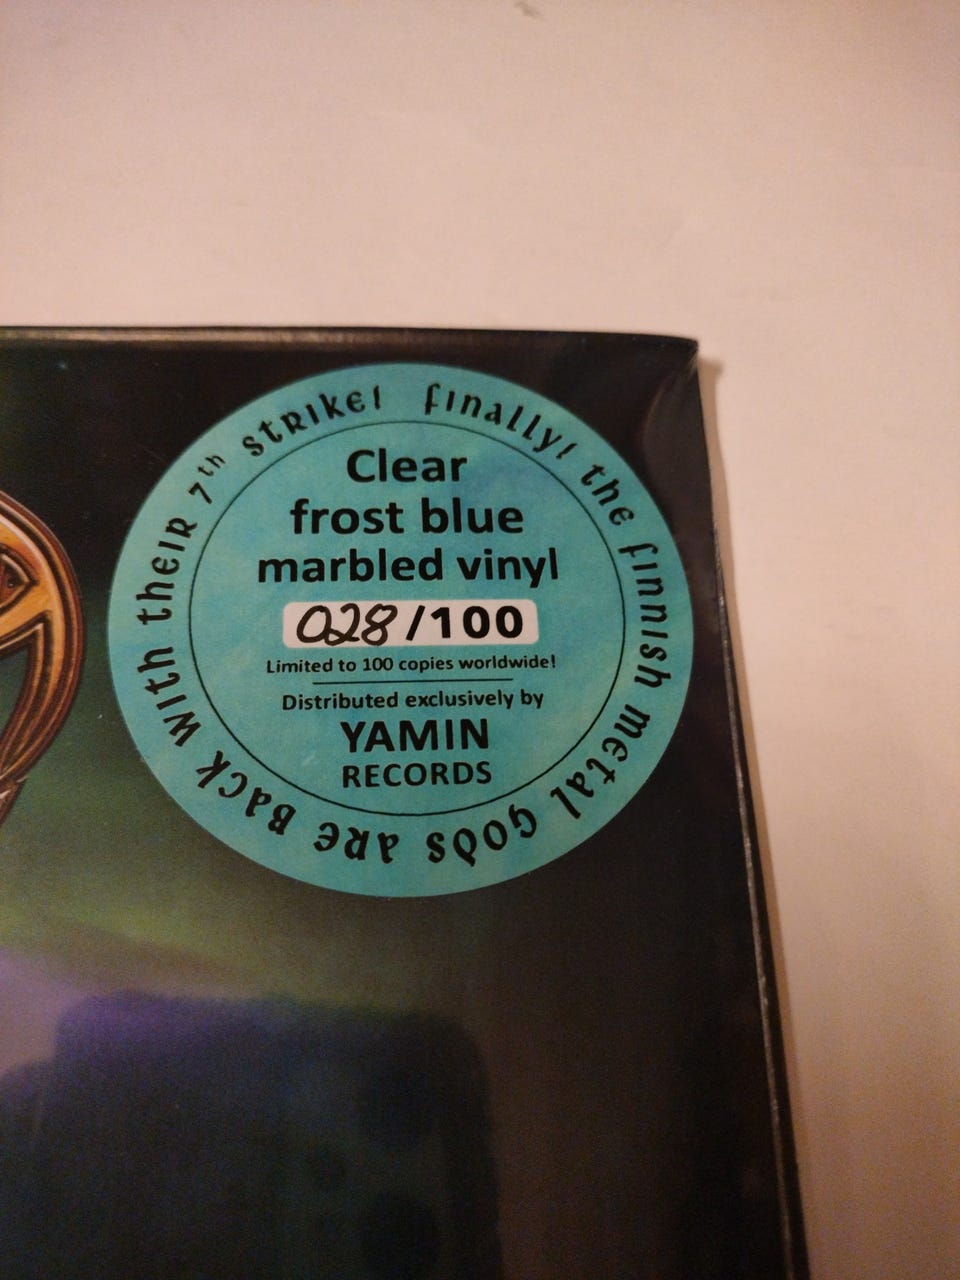 Finally! The Finnish Metal Gods are Back With Their 7th Strike!
Clear
frost blue
marbled vinyl
028/100
Limited to 100 copies worldwide!
Distributed exclusively by
YAMIN
RECORDS